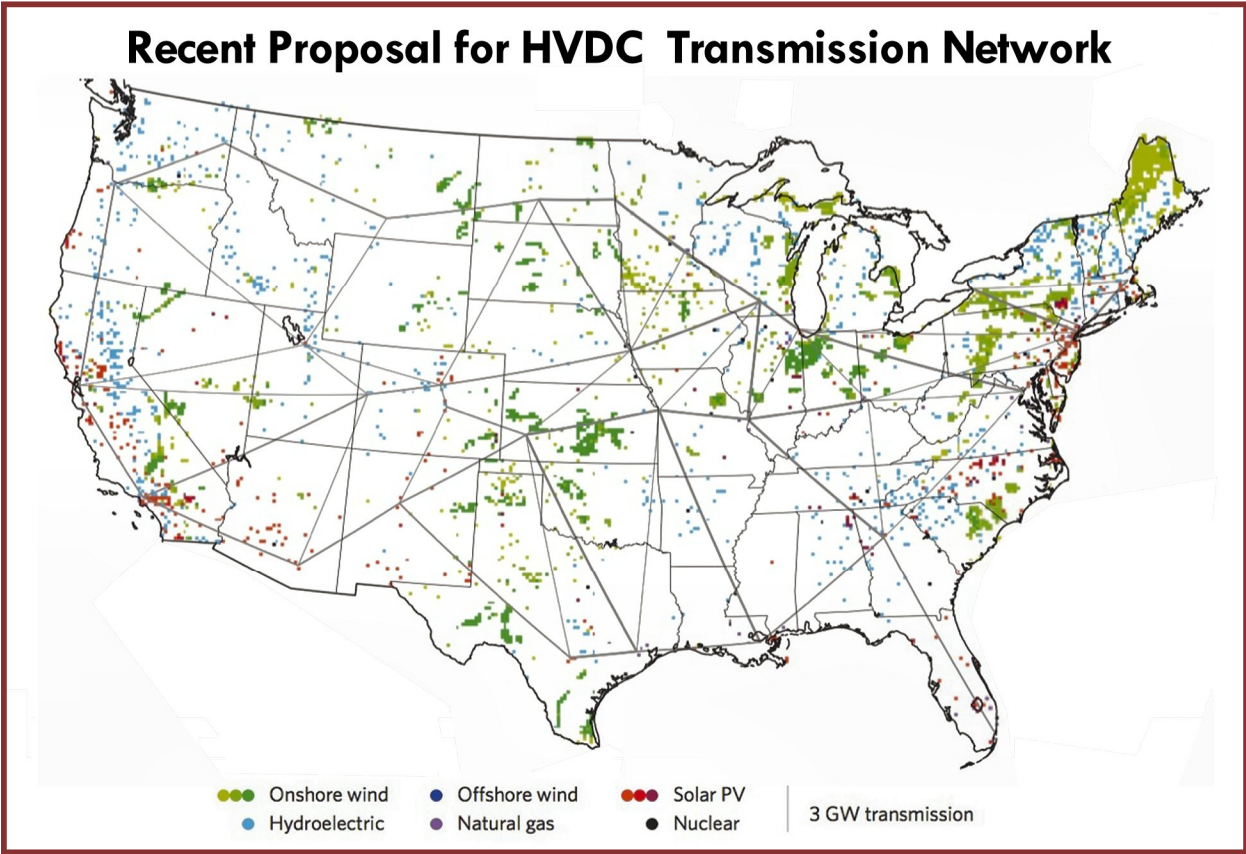 Recent Proposal for HVDC Transmission Network
Onshore wind Offshore wind Solar PV
Hydroelectric Natural gas Nuclear
3 GW transmission